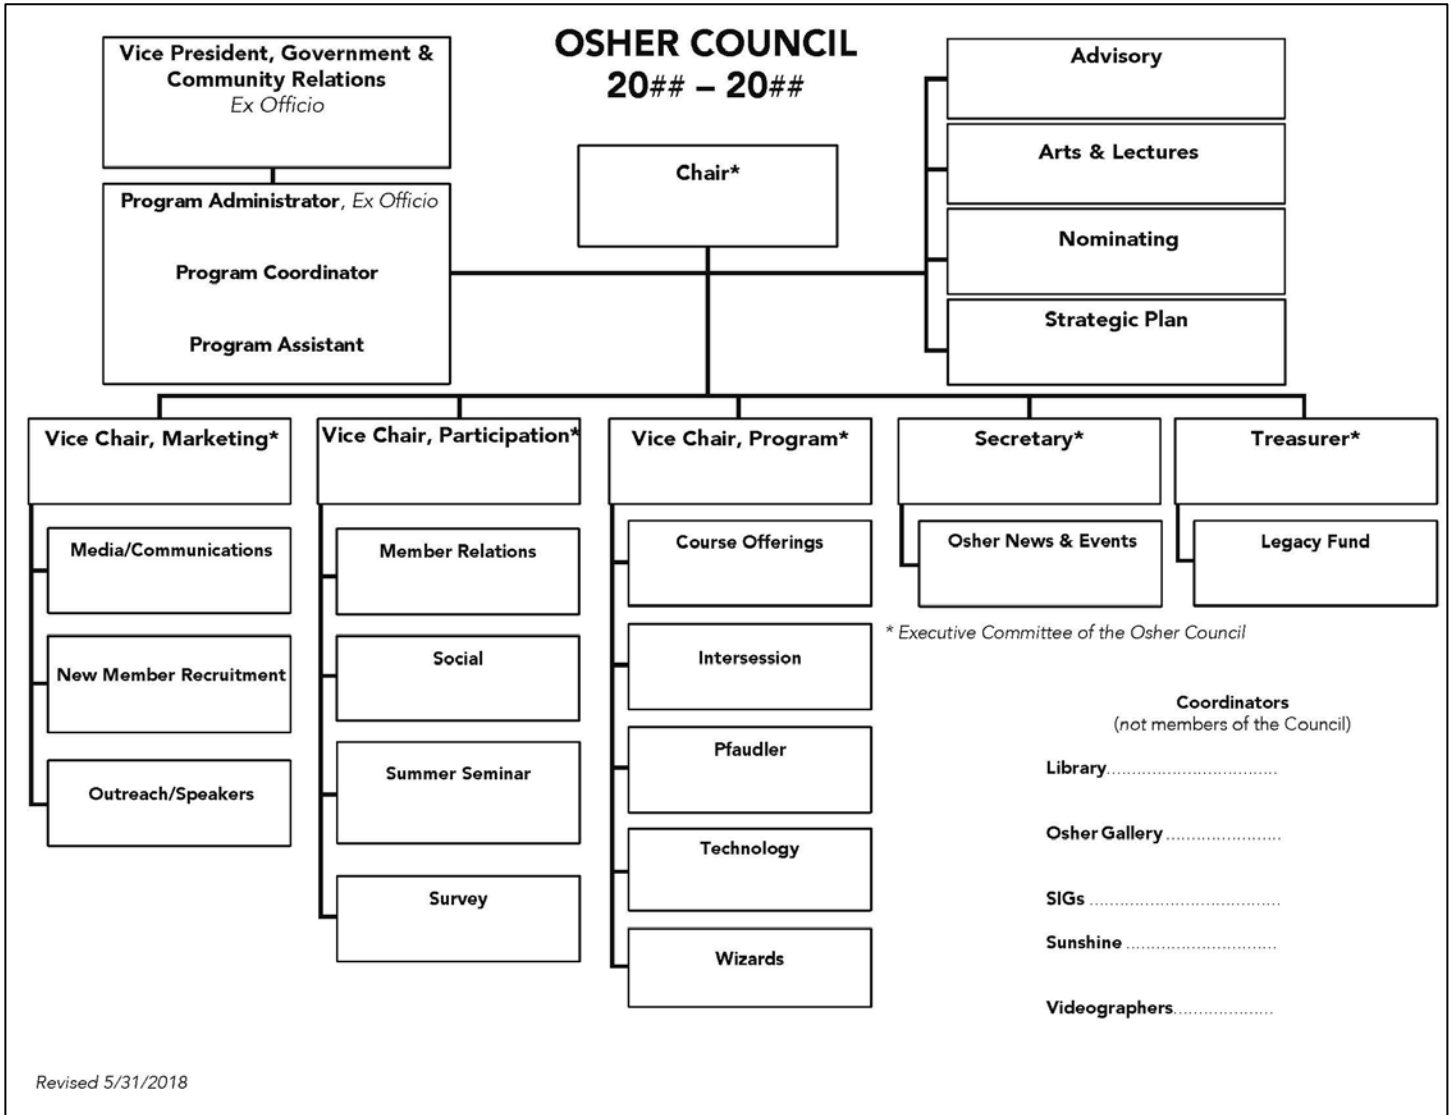 OSHER COUNCIL
20## – 20##
Vice President, Government &
Community Relations
Ex Officio
Program Administrator, Ex Officio
Program Coordinator
Program Assistant
Chair*
Advisory
Arts & Lectures
Nominating
Strategic Plan
Vice Chair, Marketing*
Media/Communications
New Member Recruitment
Outreach/Speakers
Vice Chair, Participation*
Member Relations
Social
Summer Seminar
Survey
Vice Chair, Program*
Course Offerings
Intersession
Pfaudler
Technology
Wizards
Secretary*
Osher News & Events
Treasurer*
Legacy Fund
* Executive Committee of the Osher Council
Coordinators
(not members of the Council)
Library..................................
Osher Gallery .......................
SIGs ......................................
Sunshine ..............................
Videographers....................
Revised 5/31/2018